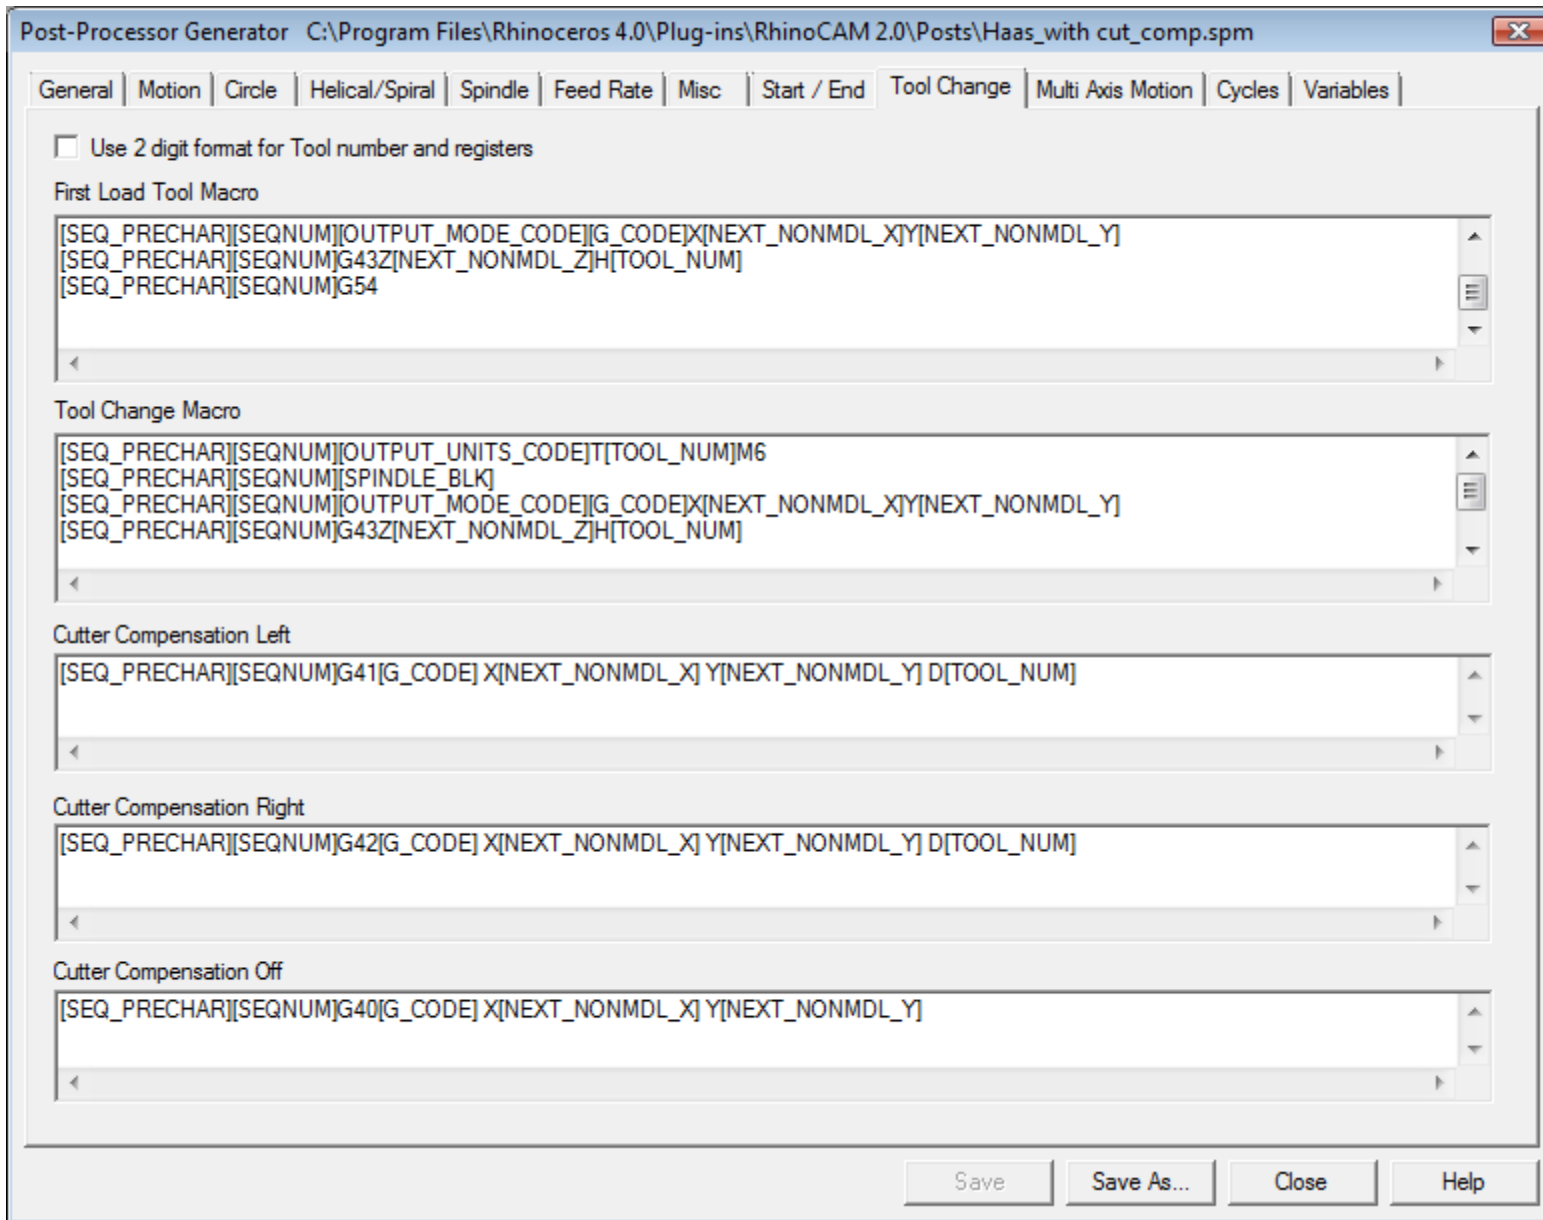 Post-Processor Generator   C:\Program Files\Rhinoceros 4.0\Plug-ins\RhinoCAM 2.0\Posts\Haas_with cut_comp.spm
General Motion Circle Helical/Spiral Spindle Feed Rate Misc Start / End Tool Change Multi Axis Motion Cycles Variables
Use 2 digit format for Tool number and registers
First Load Tool Macro
[SEQ_PRECHAR][SEQNUM][OUTPUT_MODE_CODE][G_CODE]X[NEXT_NONMDL_X]Y[NEXT_NONMDL_Y]
[SEQ_PRECHAR][SEQNUM]G43Z[NEXT_NONMDL_Z]H[TOOL_NUM]
[SEQ_PRECHAR][SEQNUM]G54
Tool Change Macro
[SEQ_PRECHAR][SEQNUM][OUTPUT_UNITS_CODE]T[TOOL_NUM]M6
[SEQ_PRECHAR][SEQNUM][SPINDLE_BLK]
[SEQ_PRECHAR][SEQNUM][OUTPUT_MODE_CODE][G_CODE]X[NEXT_NONMDL_X]Y[NEXT_NONMDL_Y]
[SEQ_PRECHAR][SEQNUM]G43Z[NEXT_NONMDL_Z]H[TOOL_NUM]
Cutter Compensation Left
[SEQ_PRECHAR][SEQNUM]G41[G_CODE] X[NEXT_NONMDL_X] Y[NEXT_NONMDL_Y] D[TOOL_NUM]
Cutter Compensation Right
[SEQ_PRECHAR][SEQNUM]G42[G_CODE] X[NEXT_NONMDL_X] Y[NEXT_NONMDL_Y] D[TOOL_NUM]
Cutter Compensation Off
[SEQ_PRECHAR][SEQNUM]G40[G_CODE] X[NEXT_NONMDL_X] Y[NEXT_NONMDL_Y]
Save Save As... Close Help